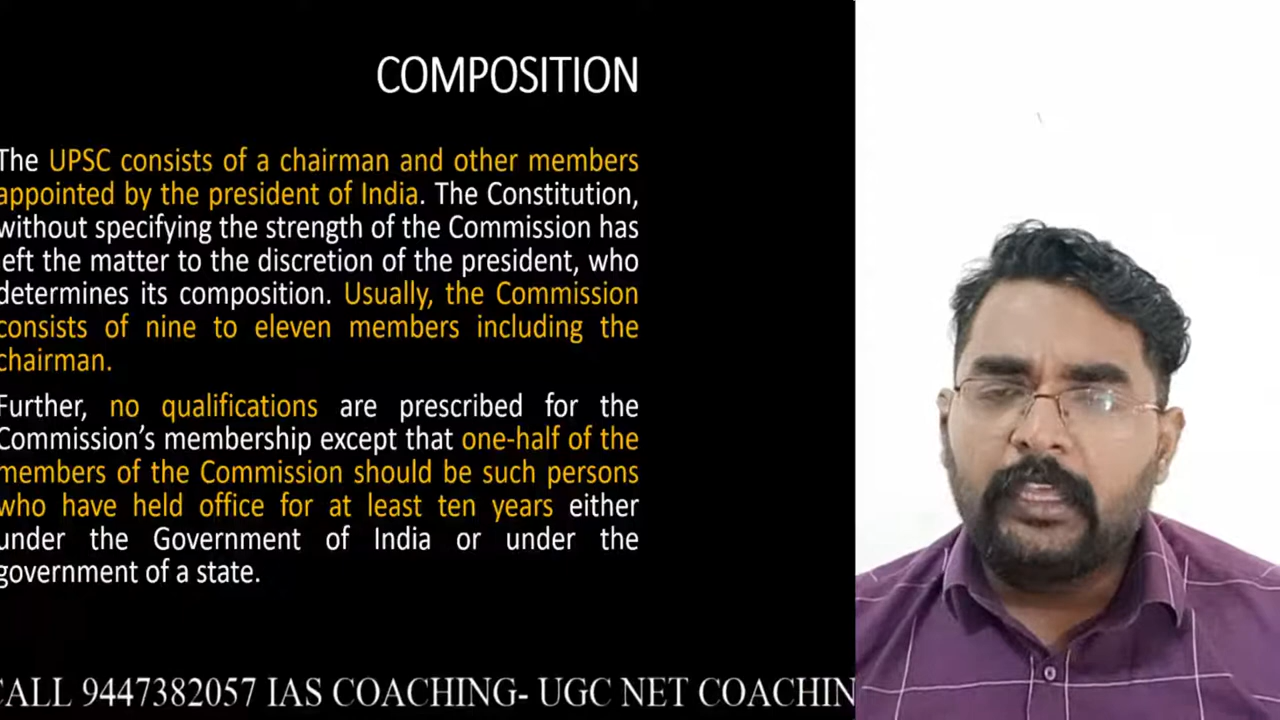 COMPOSITION
The UPSC consists of a chairman and other members
appointed by the president of India. The Constitution,
without specifying the strength of the Commission has
eft the matter to the discretion of the president, who
determines its composition. Usually, the Commission
consists of nine to eleven members including the
chairman.
Further, no qualifications are prescribed for the
Commission’s membership except that one-half of the
members of the Commission should be such persons
who have held office for at least ten years either
under the Government of India or under the
government of a state.
CALL 9447382057 IAS COACHING- UGC NET COACHIN